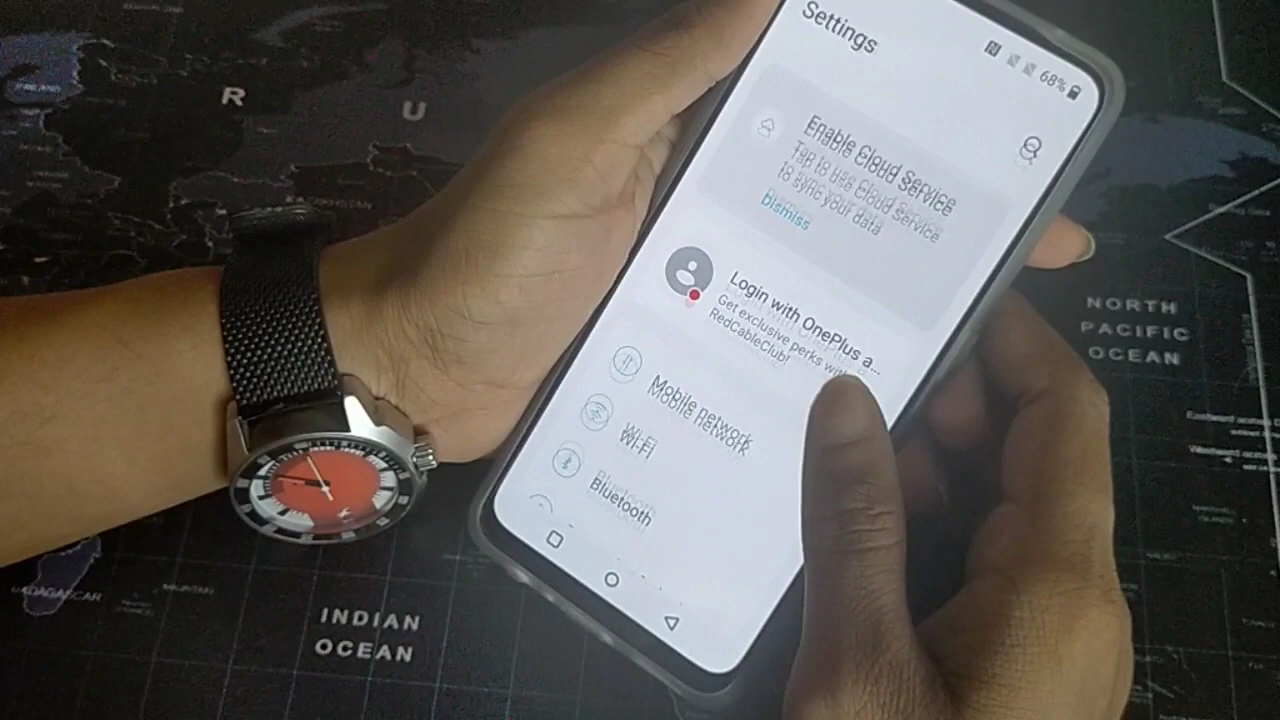 Settings
68%
Enable Cloud Service
Tap to use Cloud Service
to sync your data
Dismiss
Login with OnePlus a...
Get exclusive perks with
RedCableClub!
Mobile network
Wi-Fi
Bluetooth
R U
NORTH
PACIFIC
OCEAN
INDIAN
OCEAN
MADAGASCAR